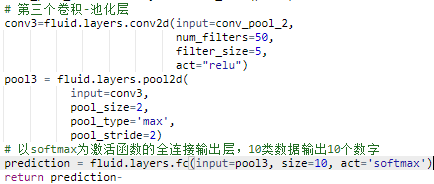 # 第三个卷积-池化层
conv3=fluid.layers.conv2d(input=conv_pool_2,
num_filters=50,
filter_size=5,
act="relu")
pool3 = fluid.layers.pool2d(
input=conv3,
pool_size=2,
pool_type='max',
pool_stride=2)
# 以softmax为激活函数的全连接输出层，10类数据输出10个数字
prediction = fluid.layers.fc(input=pool3, size=10, act='softmax')
return prediction-